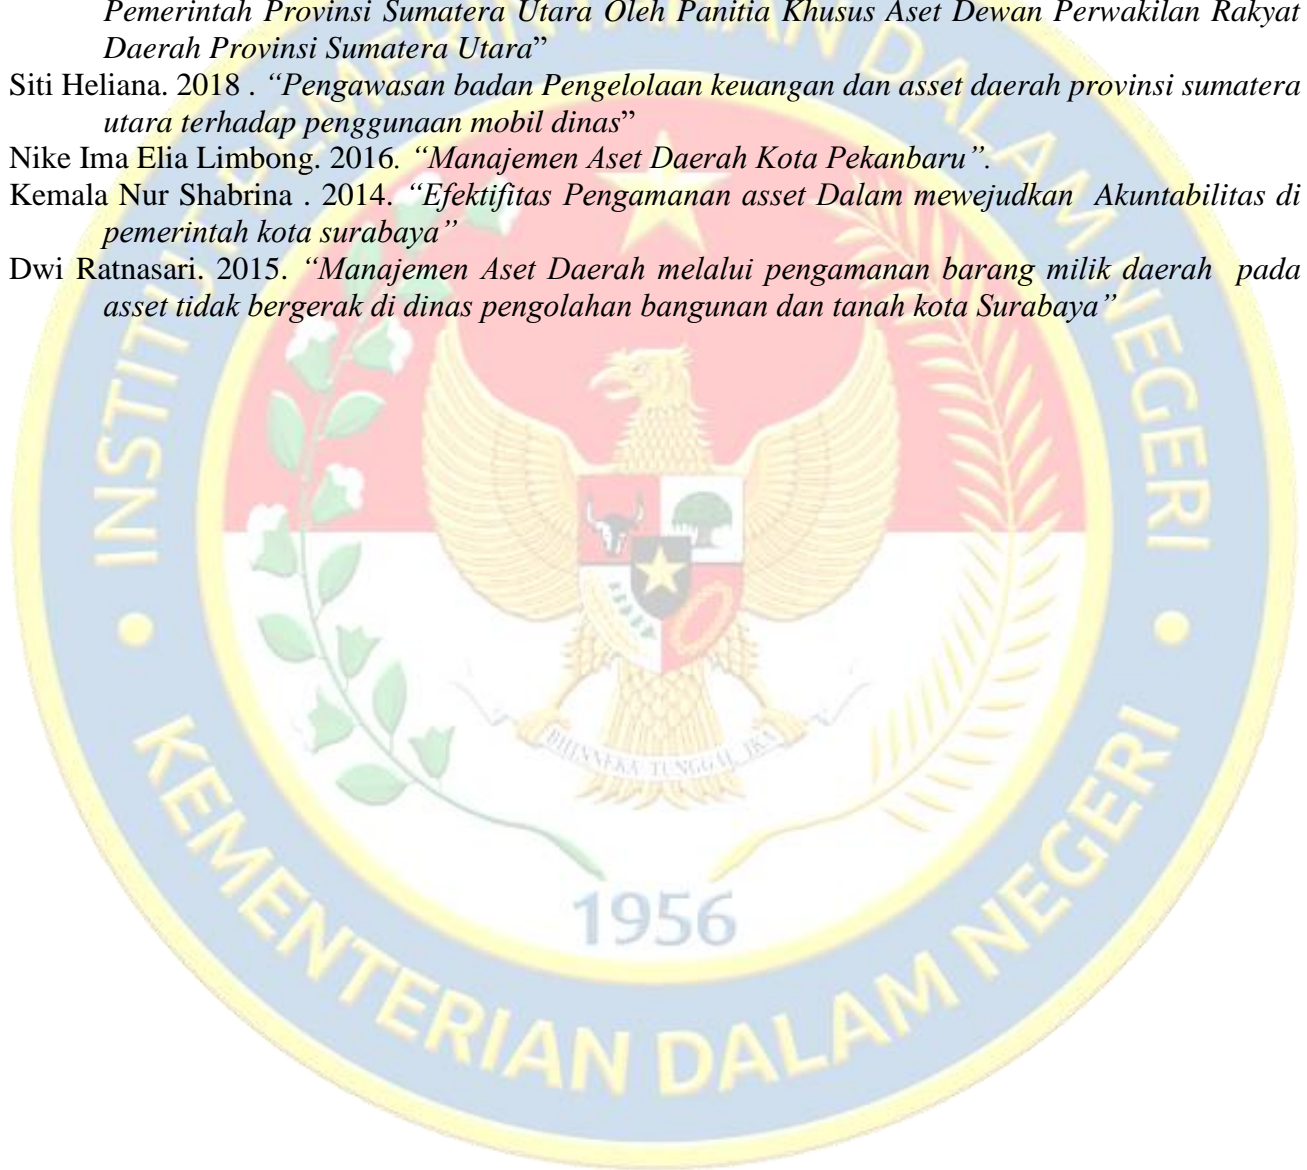 Pemerintah Provinsi Sumatera Utara Oleh Panitia Khusus Aset Dewan Perwakilan Rakyat
Daerah Provinsi Sumatera Utara”
Siti Heliana. 2018 . “Pengawasan badan Pengelolaan keuangan dan asset daerah provinsi sumatera
utara terhadap penggunaan mobil dinas”
Nike Ima Elia Limbong. 2016. “Manajemen Aset Daerah Kota Pekanbaru”.
Kemala Nur Shabrina . 2014. “Efektifitas Pengamanan asset Dalam mewejudkan Akuntabilitas di
pemerintah kota surabaya”
Dwi Ratnasari. 2015. “Manajemen Aset Daerah melalui pengamanan barang milik daerah pada
asset tidak bergerak di dinas pengolahan bangunan dan tanah kota Surabaya”
INSTITUT PEMERINTAHAN DALAM NEGERI
BHINNEKA TUNGGAL IKA
1956
KEMENTERIAN DALAM NEGERI